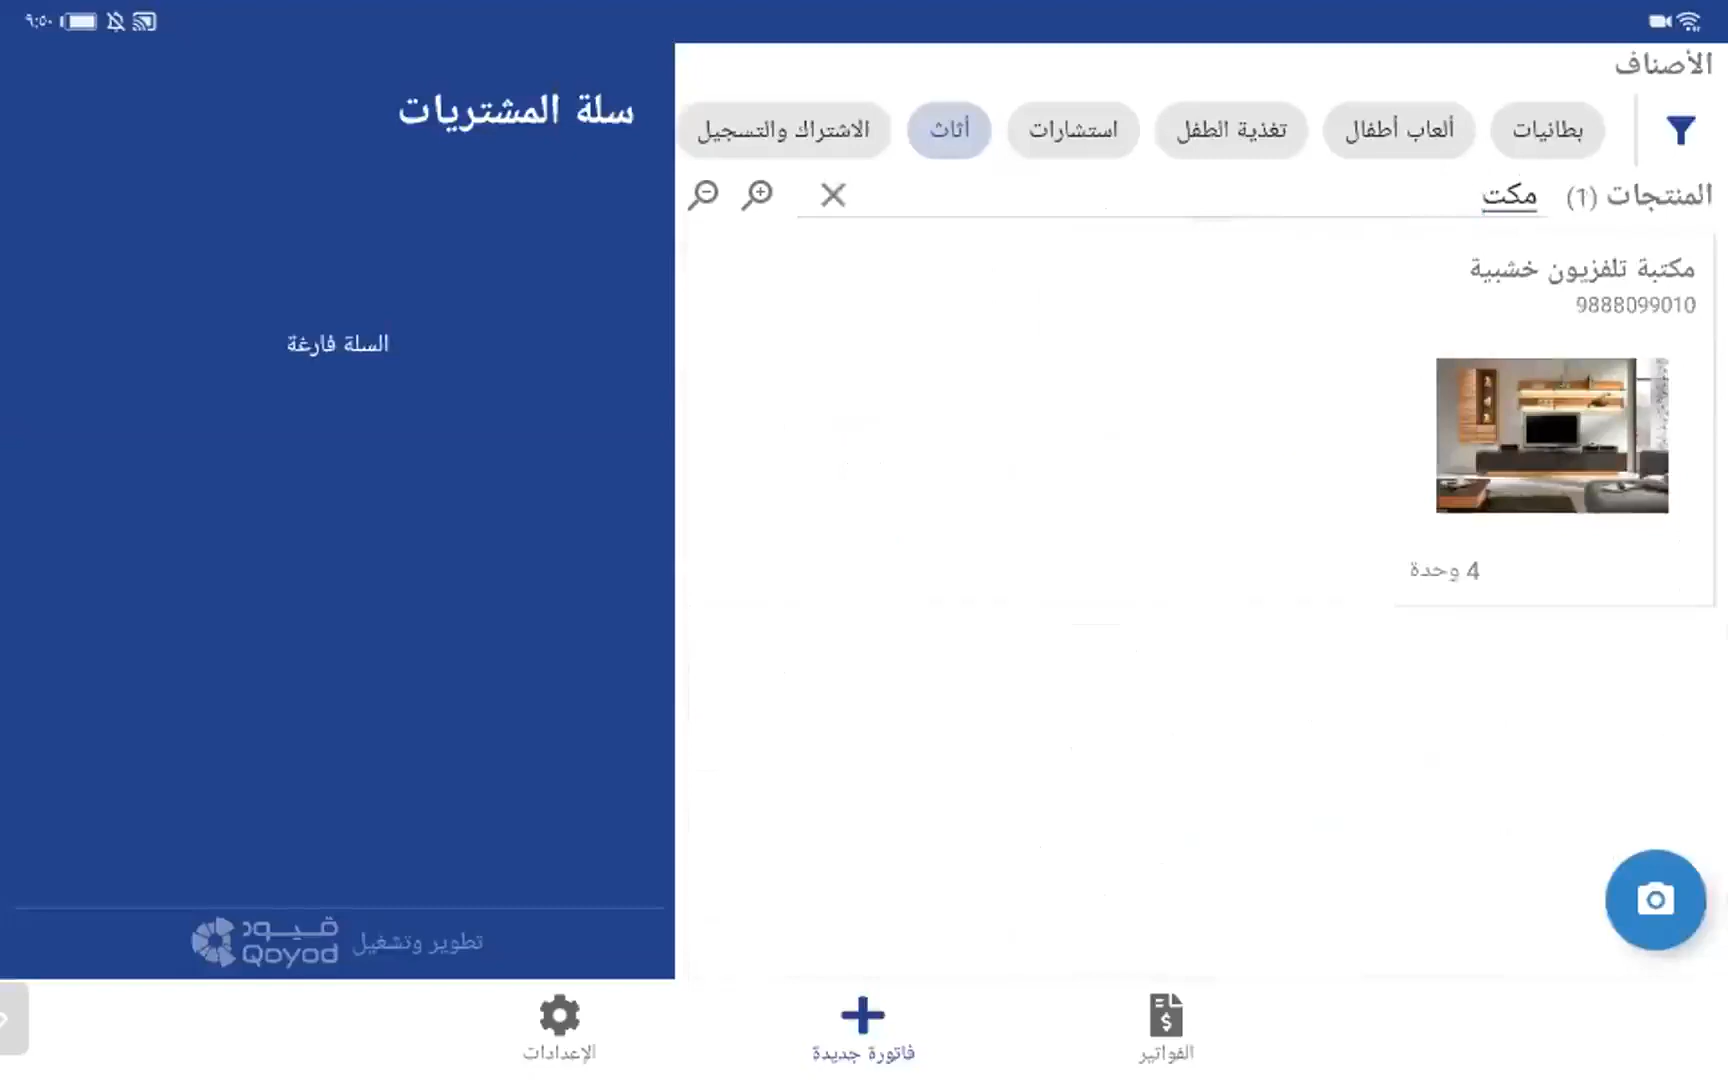 ٩:٥٠
الأصناف
بطانيات
ألعاب أطفال
تغذية الطفل
استشارات
أثاث
الاشتراك والتسجيل
المنتجات (1)
مكت
مكتبة تلفزيون خشبية
9888099010
4 وحدة
سلة المشتريات
السلة فارغة
تطوير وتشغيل
قيود
Qoyod
الفواتير
فاتورة جديدة
الإعدادات